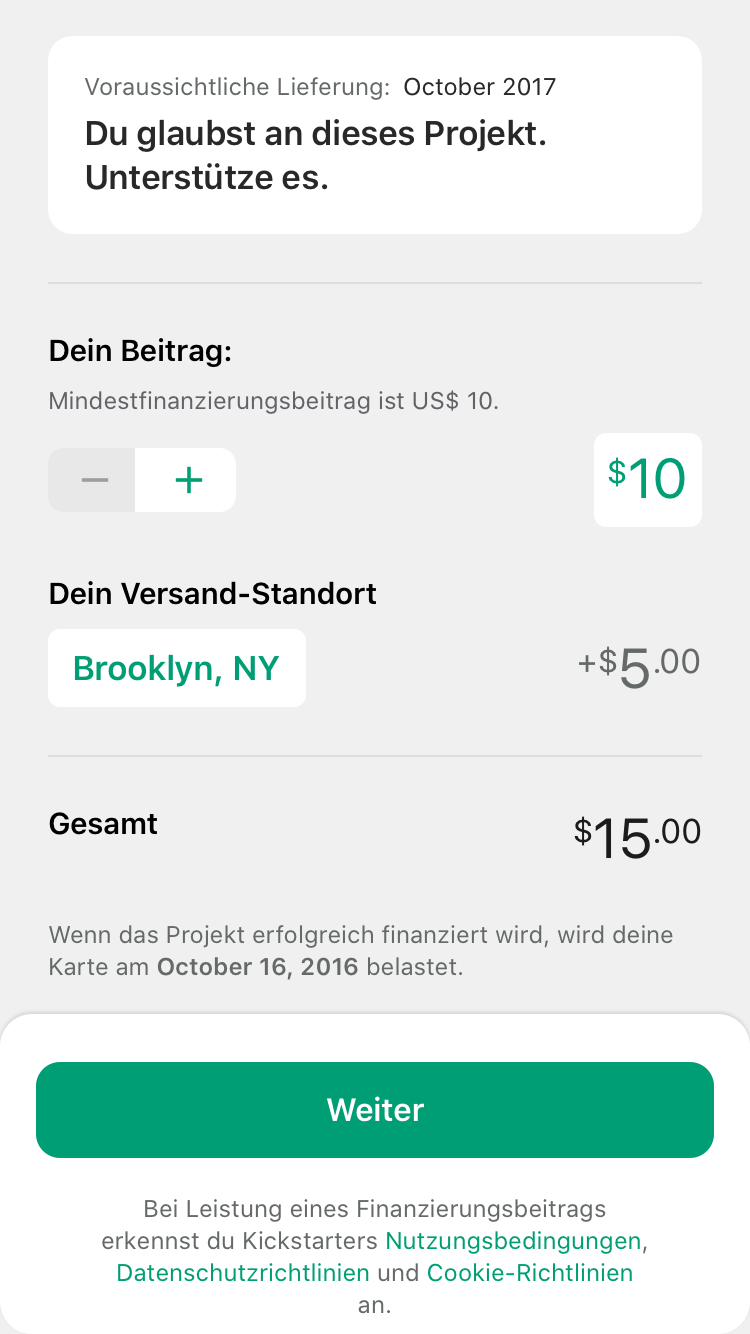 Voraussichtliche Lieferung: October 2017
Du glaubst an dieses Projekt.
Unterstütze es.
Dein Beitrag:
Mindestfinanzierungsbeitrag ist US$ 10.
− +
$10
Dein Versand-Standort
Brooklyn, NY
+$5.00
Gesamt
$15.00
Wenn das Projekt erfolgreich finanziert wird, wird deine
Karte am October 16, 2016 belastet.
Weiter
Bei Leistung eines Finanzierungsbeitrags
erkennst du Kickstarters Nutzungsbedingungen,
Datenschutzrichtlinien und Cookie-Richtlinien
an.